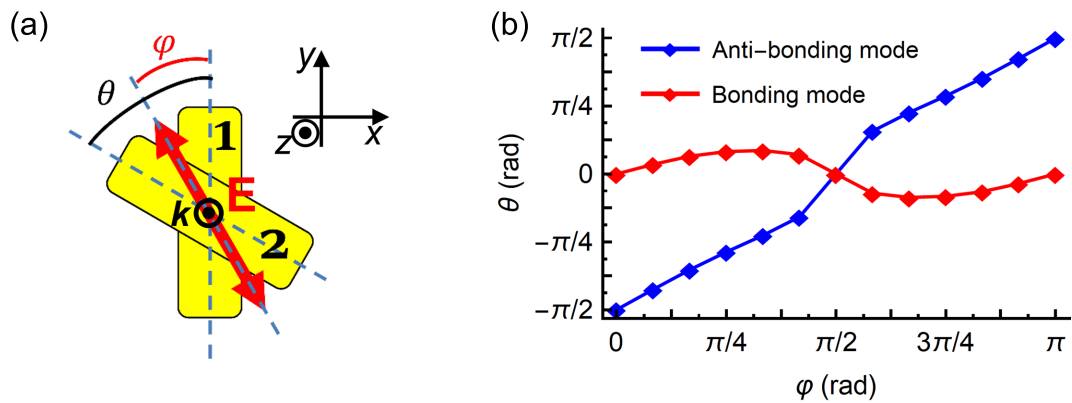 (a)
φ
θ
1
y
x
z
E
k
2
(b)
Anti−bonding mode
Bonding mode
π/2
π/4
0
−π/4
−π/2
θ (rad)
0 π/4 π/2 3π/4 π
φ (rad)